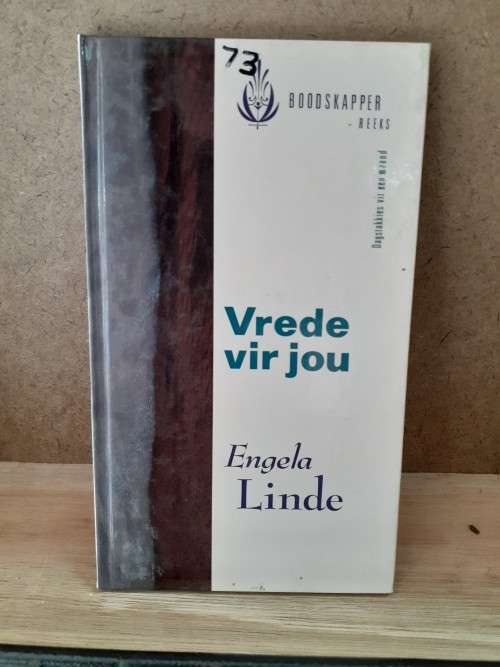 73
BOODSKAPPER
- REEKS
Dagstukkies vir een maand
Vrede
vir jou
Engela
Linde